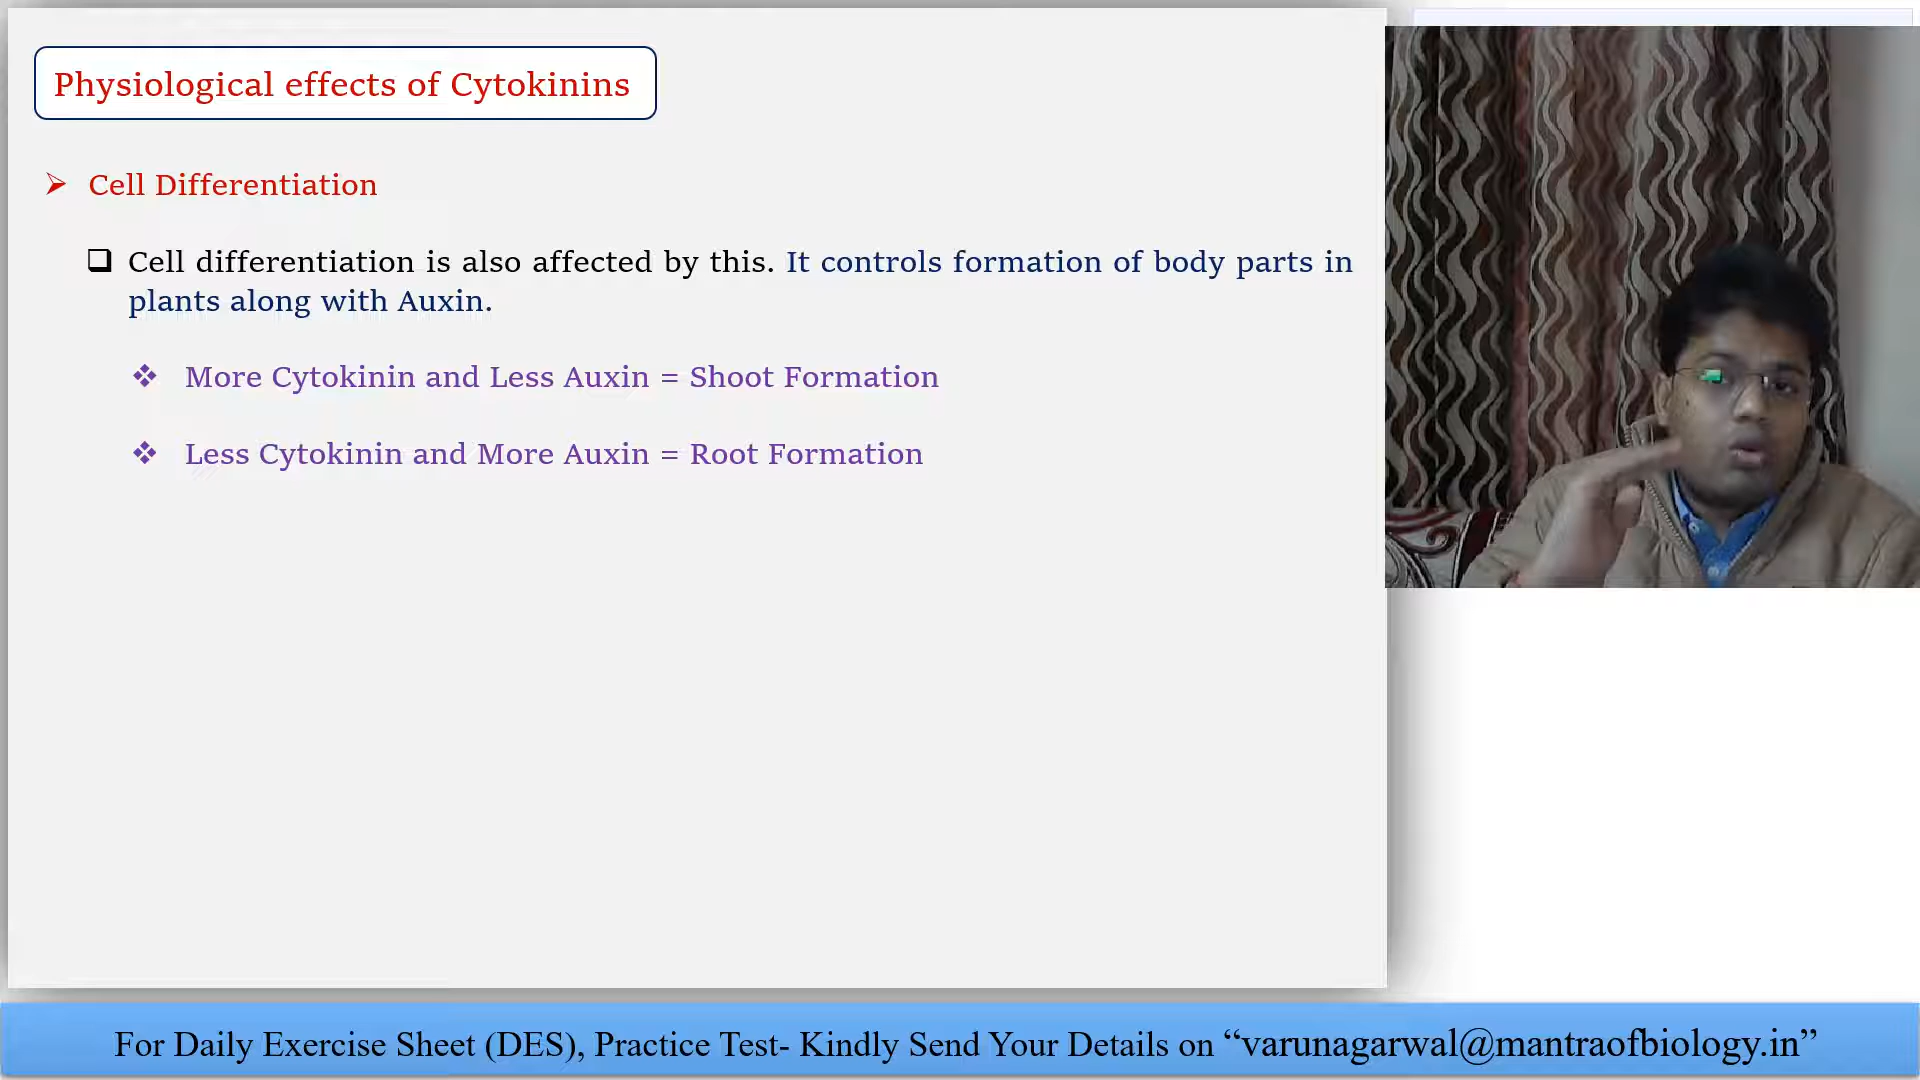 Physiological effects of Cytokinins
Cell Differentiation
Cell differentiation is also affected by this. It controls formation of body parts in
plants along with Auxin.
More Cytokinin and Less Auxin = Shoot Formation
Less Cytokinin and More Auxin = Root Formation
For Daily Exercise Sheet (DES), Practice Test- Kindly Send Your Details on “varunagarwal@mantraofbiology.in”